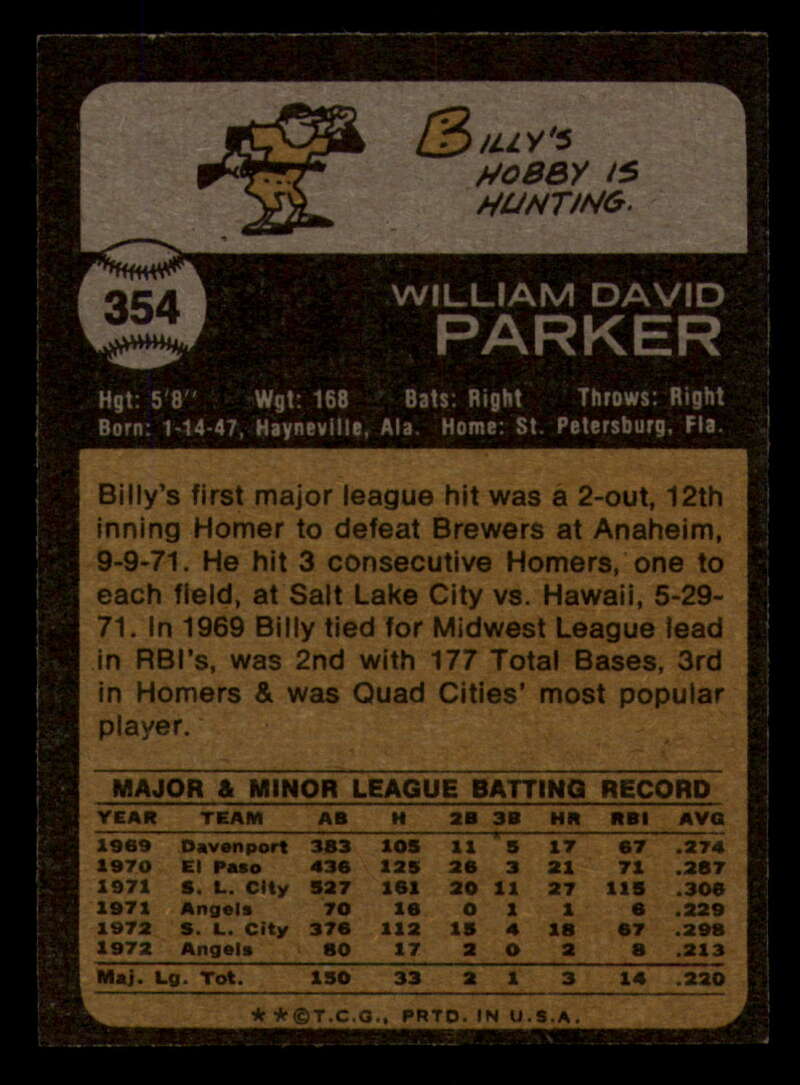 BILLY'S
HOBBY IS
HUNTING.
354
WILLIAM DAVID
PARKER
Hgt: 5'8" Wgt: 168 Bats: Right Throws: Right
Born: 1-14-47, Hayneville, Ala. Home: St. Petersburg, Fla.
Billy's first major league hit was a 2-out, 12th
inning Homer to defeat Brewers at Anaheim,
9-9-71. He hit 3 consecutive Homers, one to
each field, at Salt Lake City vs. Hawaii, 5-29-
71. In 1969 Billy tied for Midwest League lead
in RBI's, was 2nd with 177 Total Bases, 3rd
in Homers & was Quad Cities' most popular
player.
MAJOR & MINOR LEAGUE BATTING RECORD
YEAR TEAM AB H 2B 3B HR RBI AVG
1969 Davenport 383 105 11 5 17 67 .274
1970 El Paso 436 125 26 3 21 71 .287
1971 S. L. City 527 161 20 11 27 115 .306
1971 Angels 70 16 0 1 1 6 .229
1972 S. L. City 376 112 15 4 18 67 .298
1972 Angels 80 17 2 0 2 8 .213
Maj. Lg. Tot. 150 33 2 1 3 14 .220
**©T.C.G., PRTD. IN U.S.A.